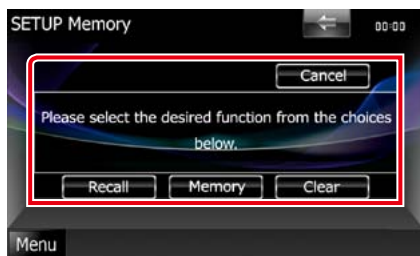 SETUP Memory
00:00
Cancel
Please select the desired function from the choices
below.
Recall
Memory
Clear
Menu